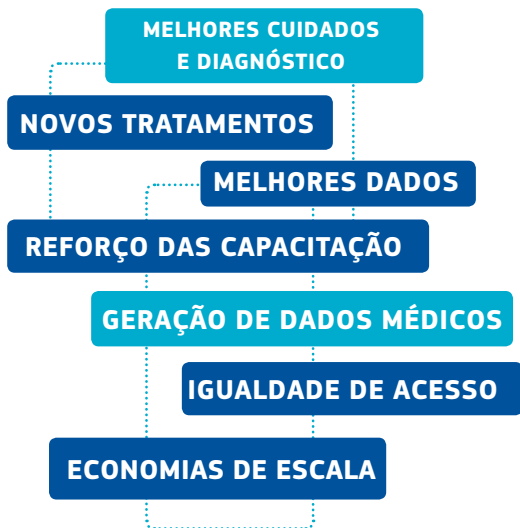 MELHORES CUIDADOS
E DIAGNÓSTICO
NOVOS TRATAMENTOS
MELHORES DADOS
REFORÇO DAS CAPACITAÇÃO
GERAÇÃO DE DADOS MÉDICOS
IGUALDADE DE ACESSO
ECONOMIAS DE ESCALA